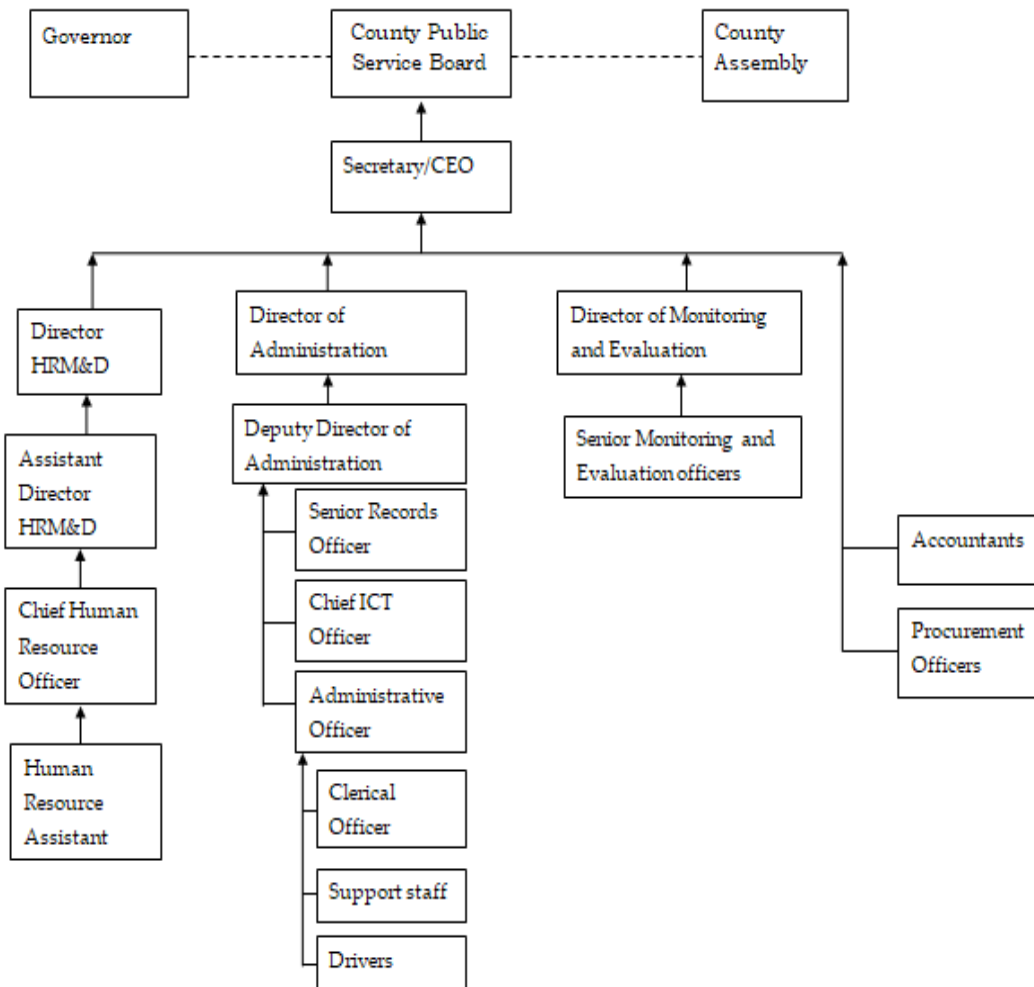 Governor
County Public
Service Board
County
Assembly
Secretary/CEO
Director
HRM&D
Director of
Administration
Director of Monitoring
and Evaluation
Assistant
Director
HRM&D
Deputy Director of
Administration
Senior Monitoring and
Evaluation officers
Senior Records
Officer
Accountants
Chief Human
Resource
Officer
Chief ICT
Officer
Procurement
Officers
Administrative
Officer
Human
Resource
Assistant
Clerical
Officer
Support staff
Drivers